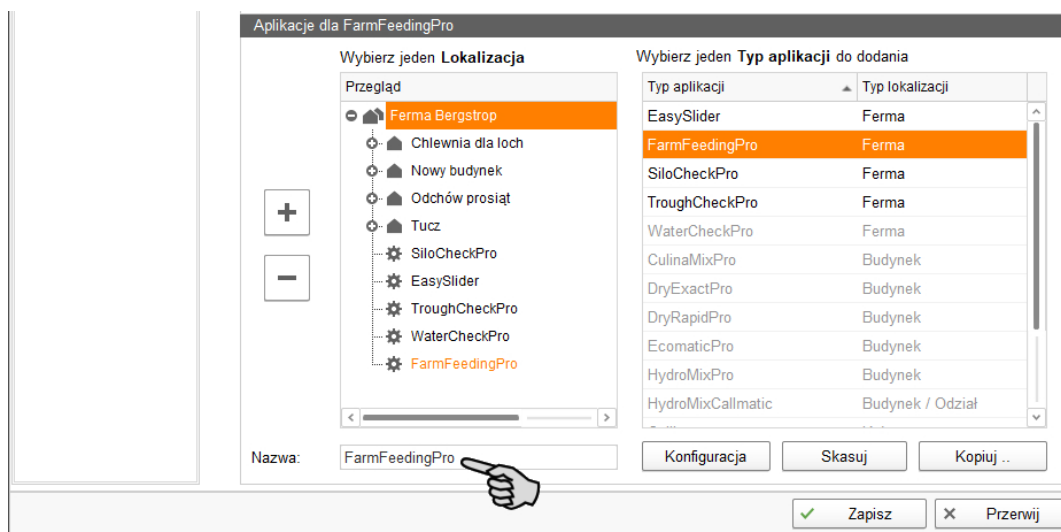 Aplikacje dla FarmFeedingPro
Wybierz jeden Lokalizacja
Wybierz jeden Typ aplikacji do dodania
Przegląd
Typ aplikacji Typ lokalizacji
Ferma Bergstrop
EasySlider Ferma
Chlewnia dla loch
FarmFeedingPro Ferma
Nowy budynek
SiloCheckPro Ferma
Odchów prosiąt
TroughCheckPro Ferma
Tucz
WaterCheckPro Ferma
SiloCheckPro
CulinaMixPro Budynek
EasySlider
DryExactPro Budynek
TroughCheckPro
DryRapidPro Budynek
WaterCheckPro
EcomaticPro Budynek
FarmFeedingPro
HydroMixPro Budynek
HydroMixCallmatic Budynek / Odział
Nazwa: FarmFeedingPro
Konfiguracja Skasuj Kopiuj ..
Zapisz Przerwij